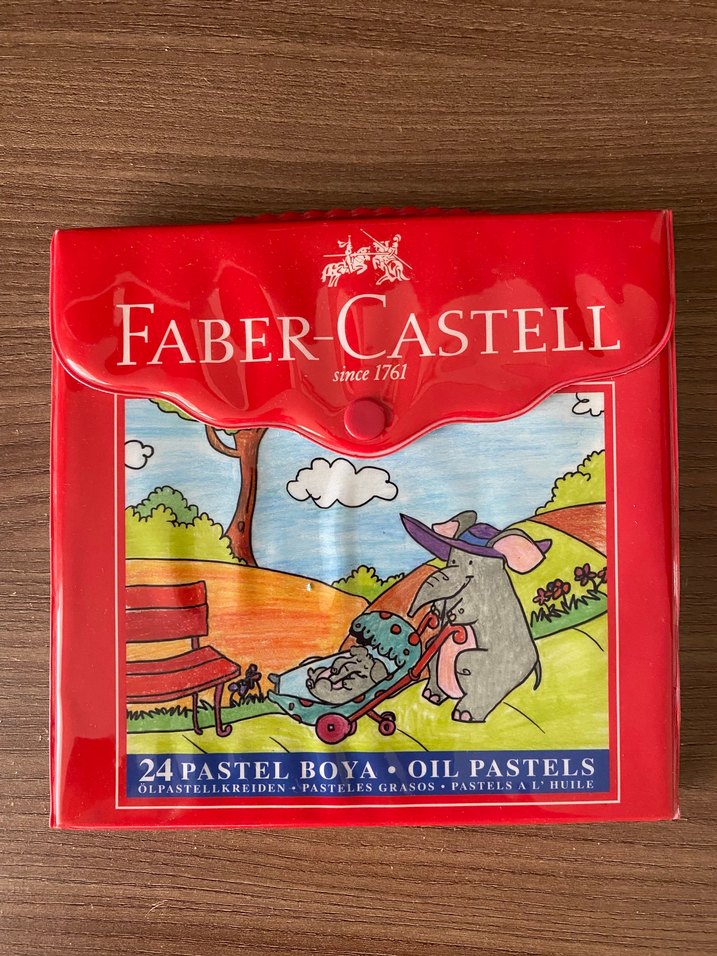 FABER-CASTELL
since 1761
24 PASTEL BOYA • OIL PASTELS
ÖLPASTELLKREIDEN • PASTELES GRASOS • PASTELS A L' HUILE